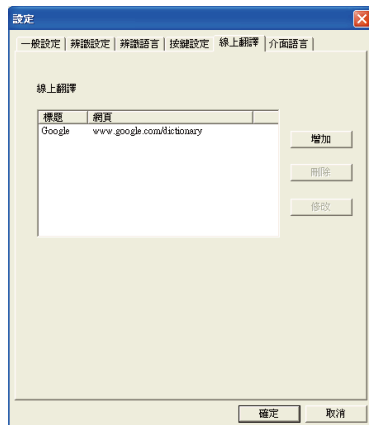 設定
一般設定 辨識設定 辨識語言 按鍵設定 線上翻譯 介面語言
線上翻譯
標題 網頁
Google www.google.com/dictionary
增加
刪除
修改
確定 取消